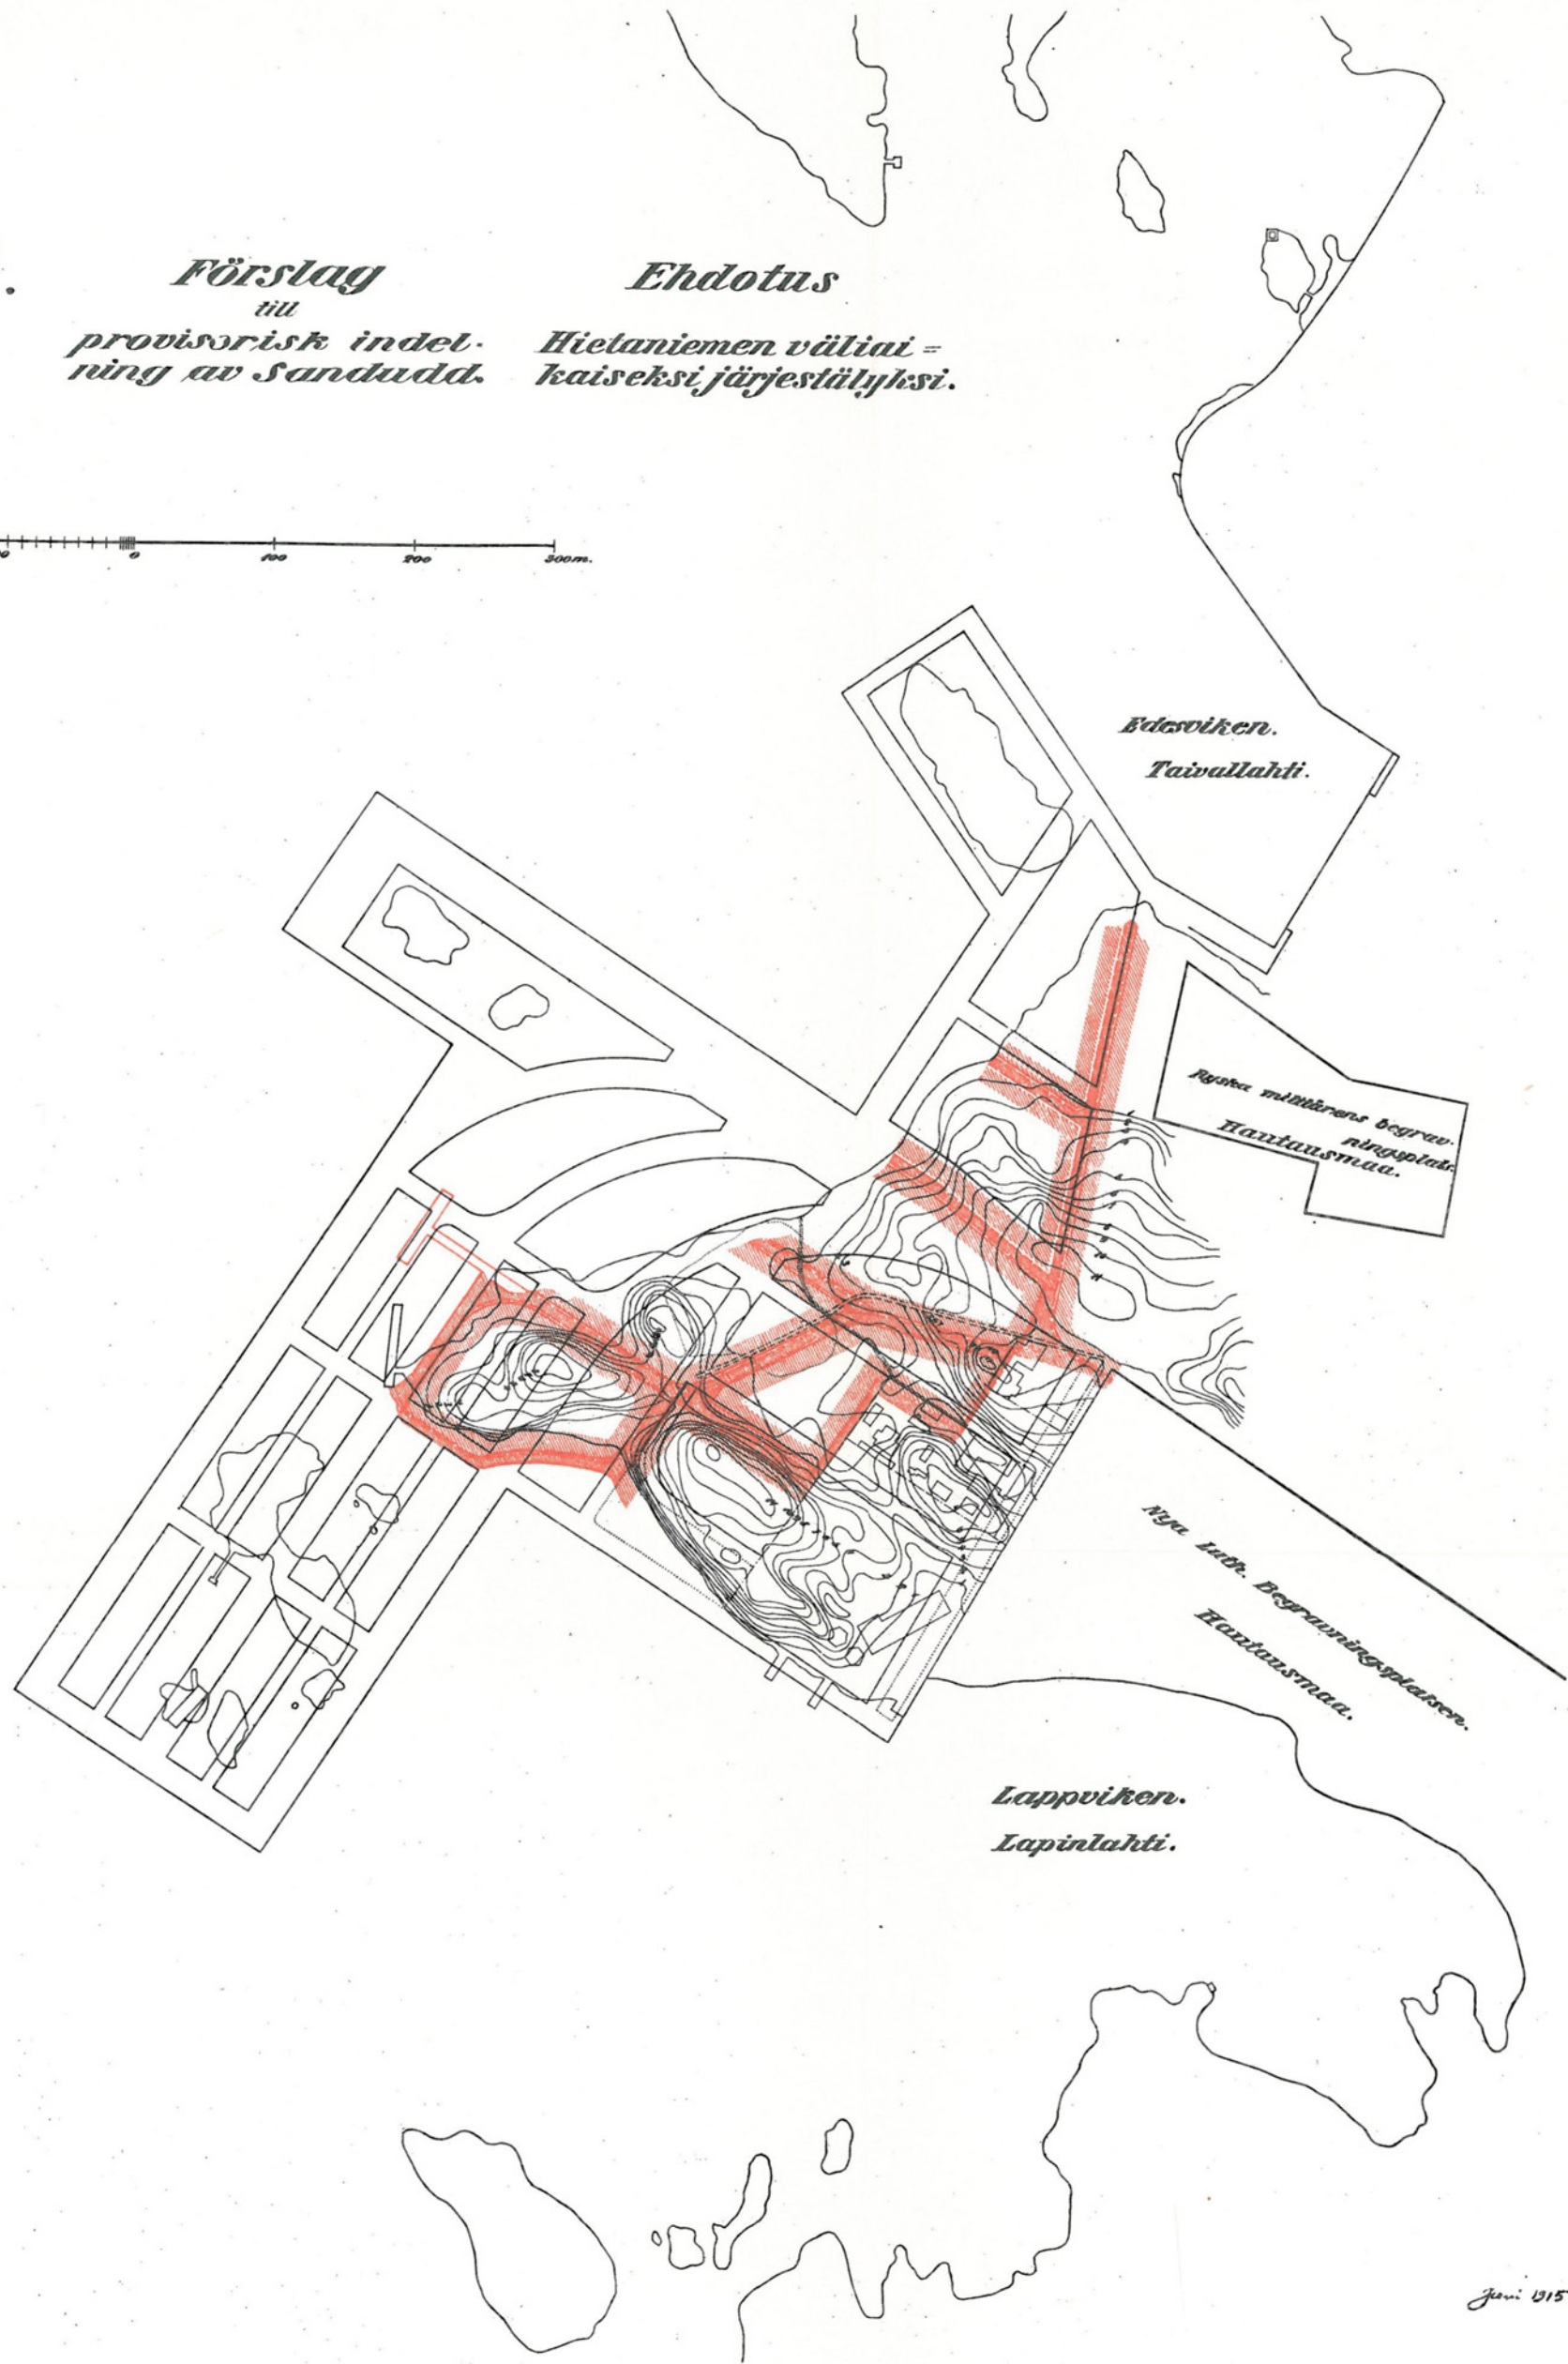 Förslag
till
provisorisk indel-
ning av Sandudd.
Ehdotus
Hietaniemen väliai=
kaiseksi järjestälyksi.
0 100 200 300 m.
Edesviken.
Taivallahti.
Ryska militärens begrav-
ningsplats.
Hautausmaa.
Nya Luth. Begravningsplatsen.
Hautausmaa.
Lappviken.
Lapinlahti.
Juni 1915